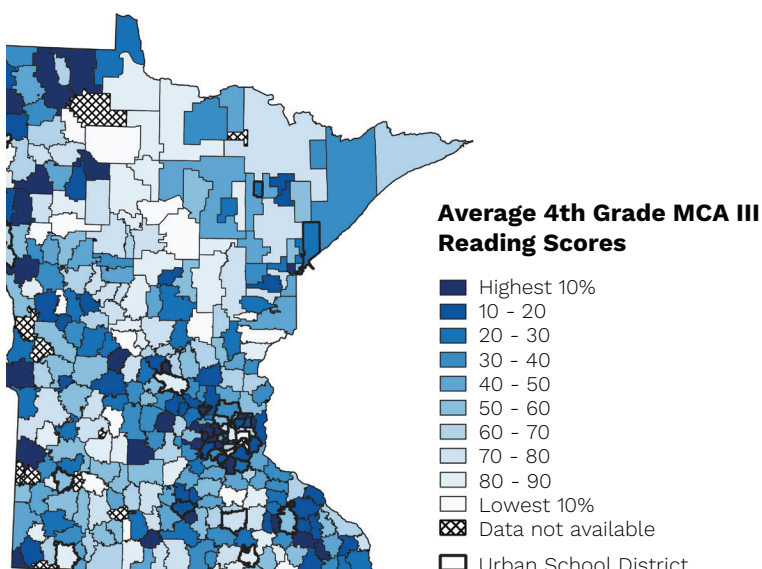 Average 4th Grade MCA III
Reading Scores
Highest 10%
10 - 20
20 - 30
30 - 40
40 - 50
50 - 60
60 - 70
70 - 80
80 - 90
Lowest 10%
Data not available
Urban School District